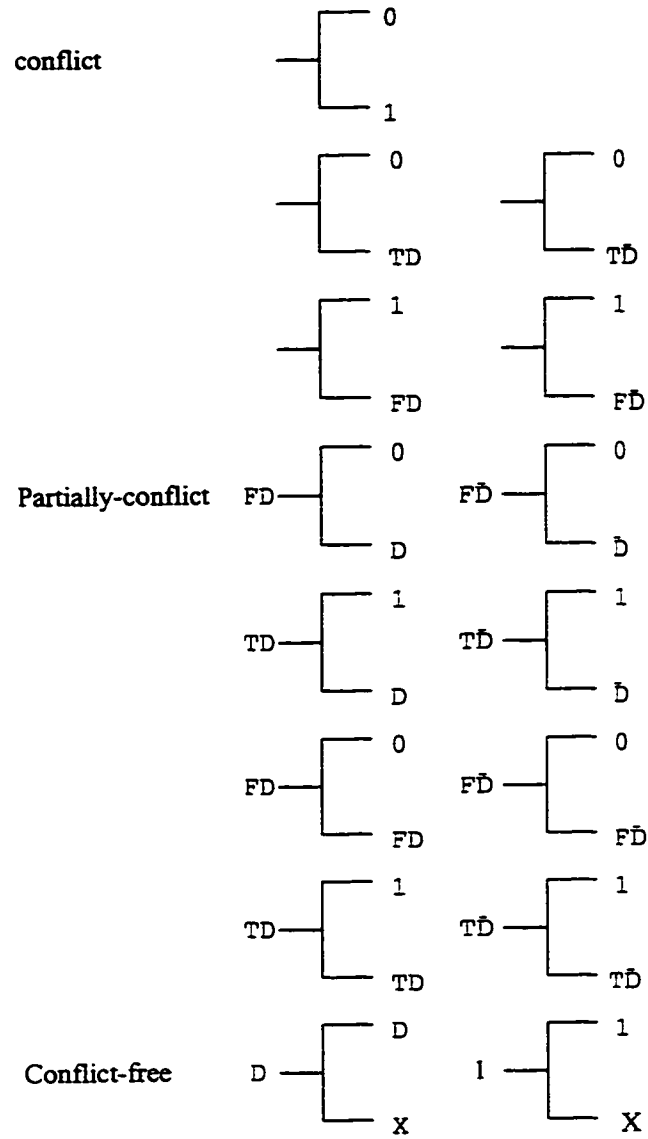 0
conflict
1
0 0
TD TD̄
1 1
FD FD̄
0 0
Partially-conflict FD FD̄
D D̄
1 1
TD TD̄
D D̄
0 0
FD FD̄
FD FD̄
1 1
TD TD̄
TD TD̄
D 1
Conflict-free D I
X X